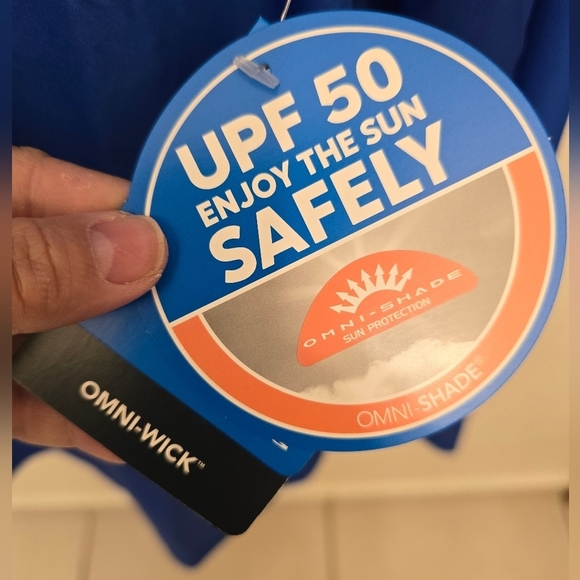 UPF 50
ENJOY THE SUN
SAFELY
OMNI-SHADE
SUN PROTECTION
OMNI-SHADE®
OMNI-WICK™